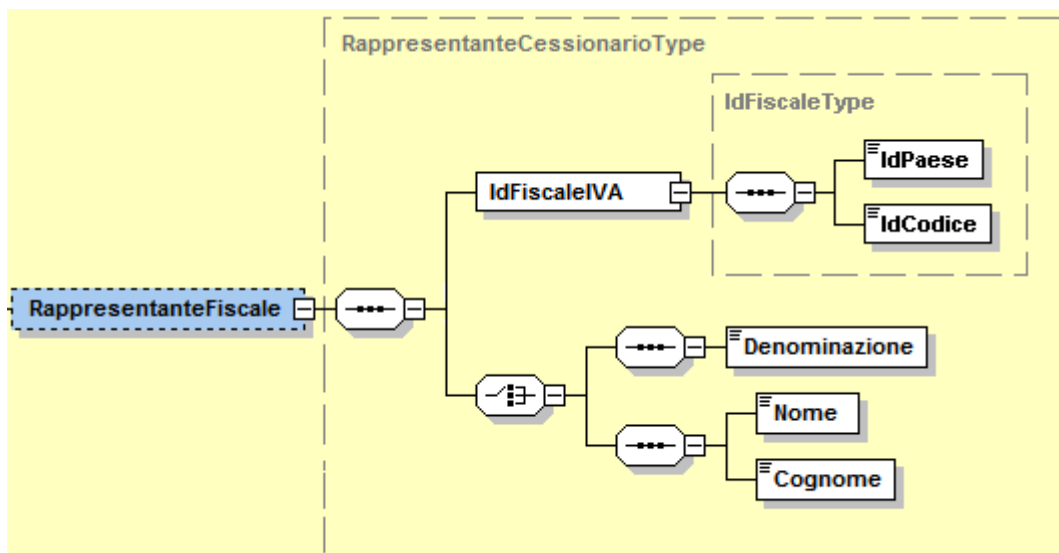 RappresentanteCessionarioType
IdFiscaleType
IdPaese
IdFiscaleIVA
IdCodice
RappresentanteFiscale
Denominazione
Nome
Cognome